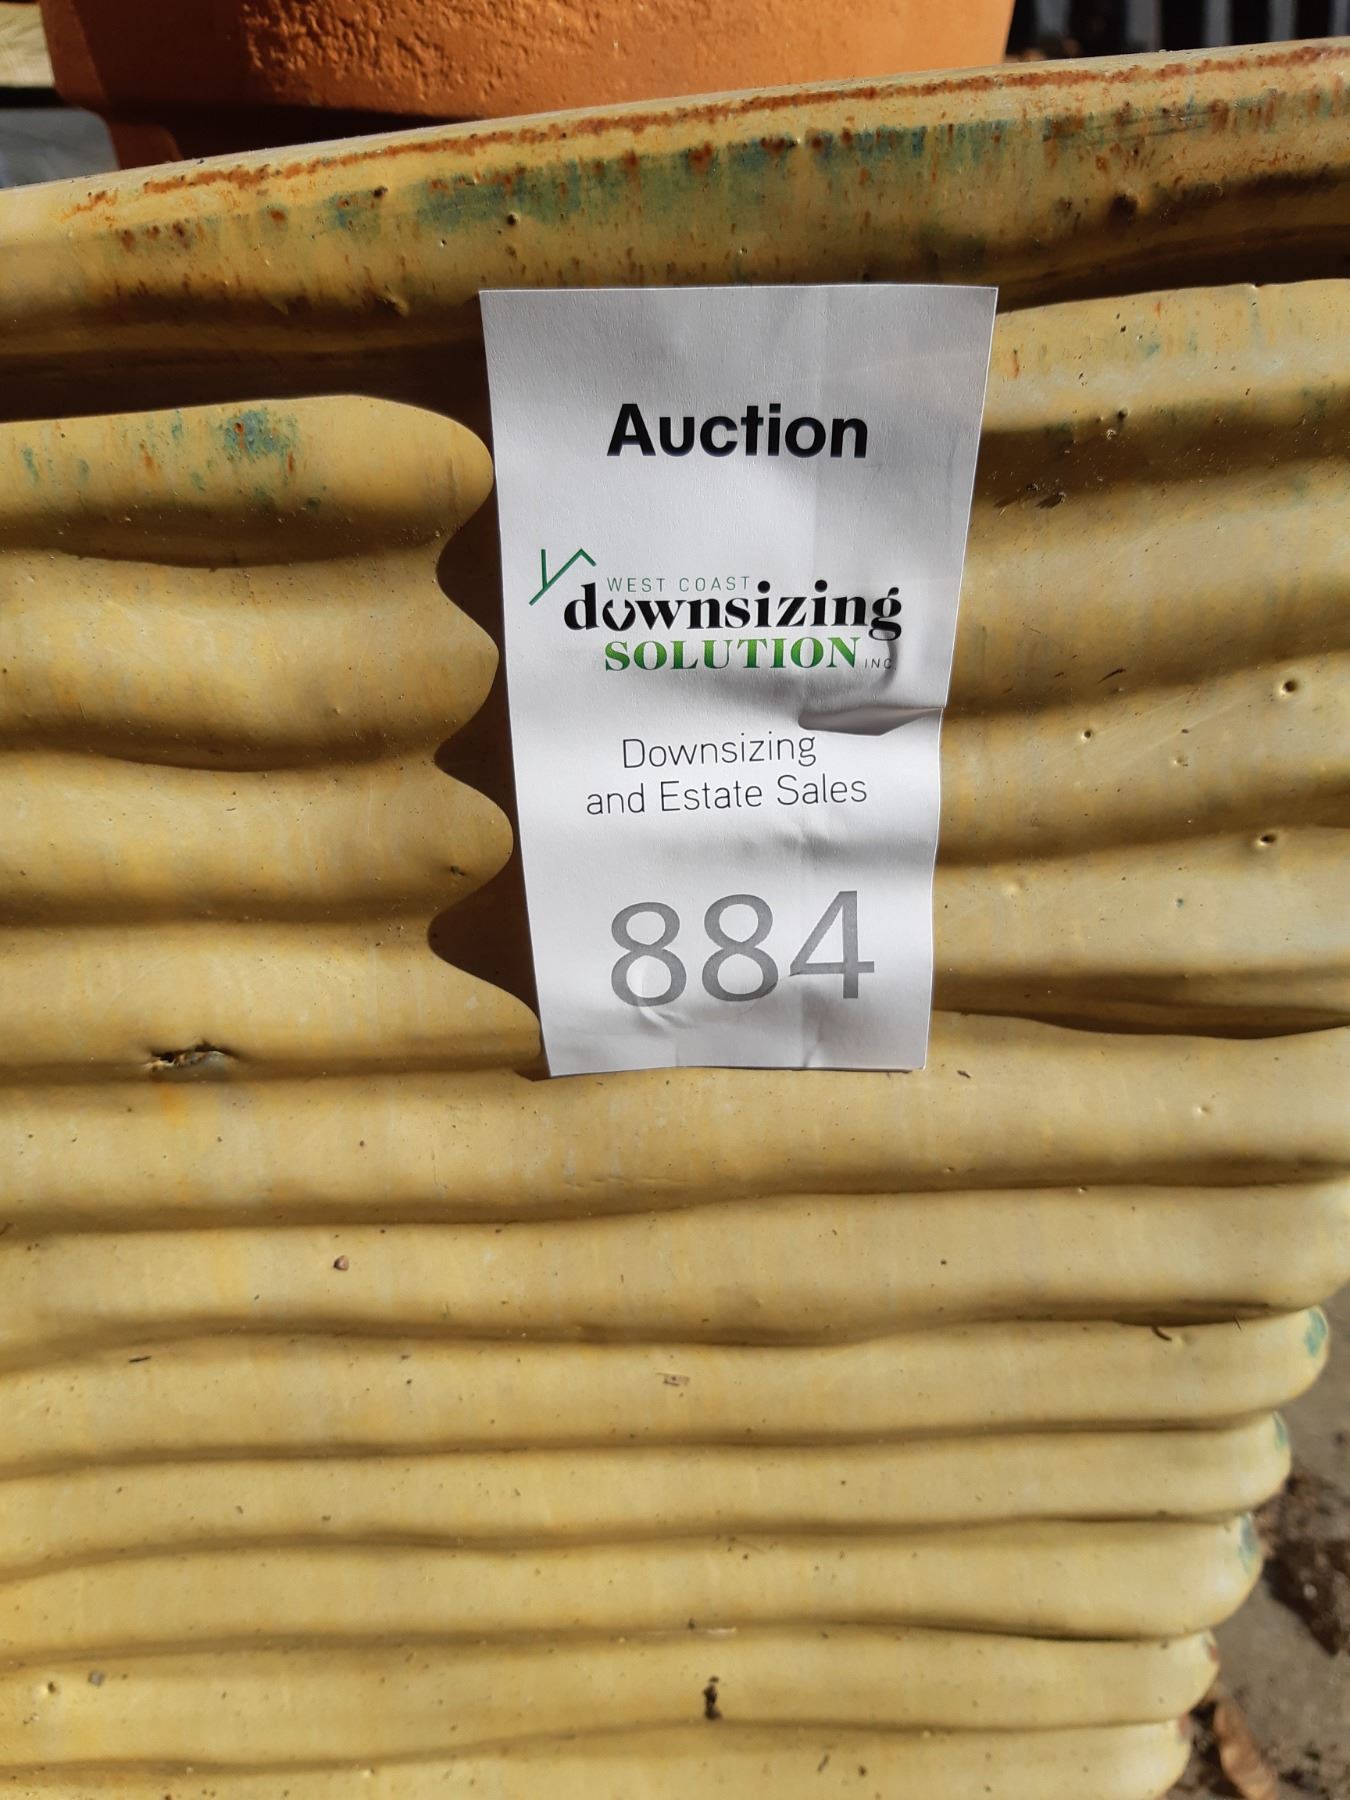 Auction
WEST COAST
downsizing
SOLUTION INC.
Downsizing
and Estate Sales
884